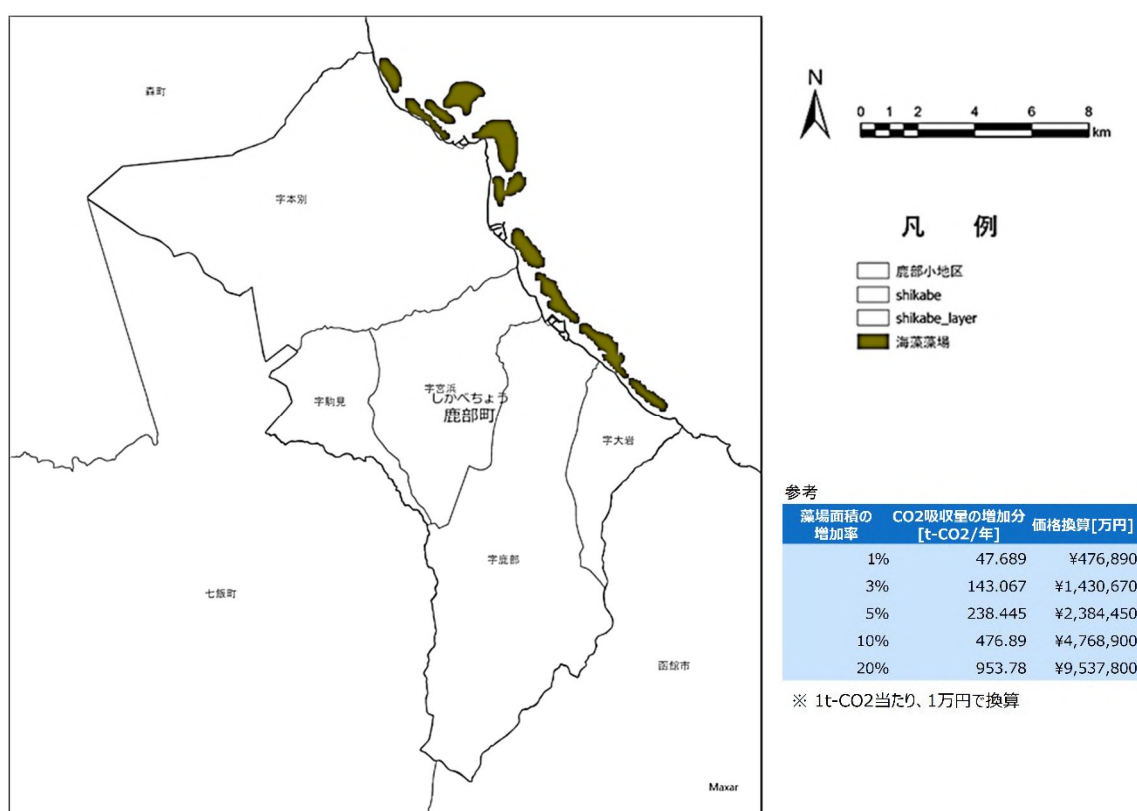 森町
字本別
字駒見
字宮浜
しかべちょう
鹿部町
字大岩
字鹿部
七飯町
函館市
Maxar
N
0 1 2 4 6 8
km
凡 例
鹿部小地区
shikabe
shikabe_layer
海藻藻場
参考
藻場面積の増加率 CO2吸収量の増加分[t-CO2/年] 価格換算[万円]
1% 47.689 ¥476,890
3% 143.067 ¥1,430,670
5% 238.445 ¥2,384,450
10% 476.89 ¥4,768,900
20% 953.78 ¥9,537,800
※ 1t-CO2当たり、1万円で換算